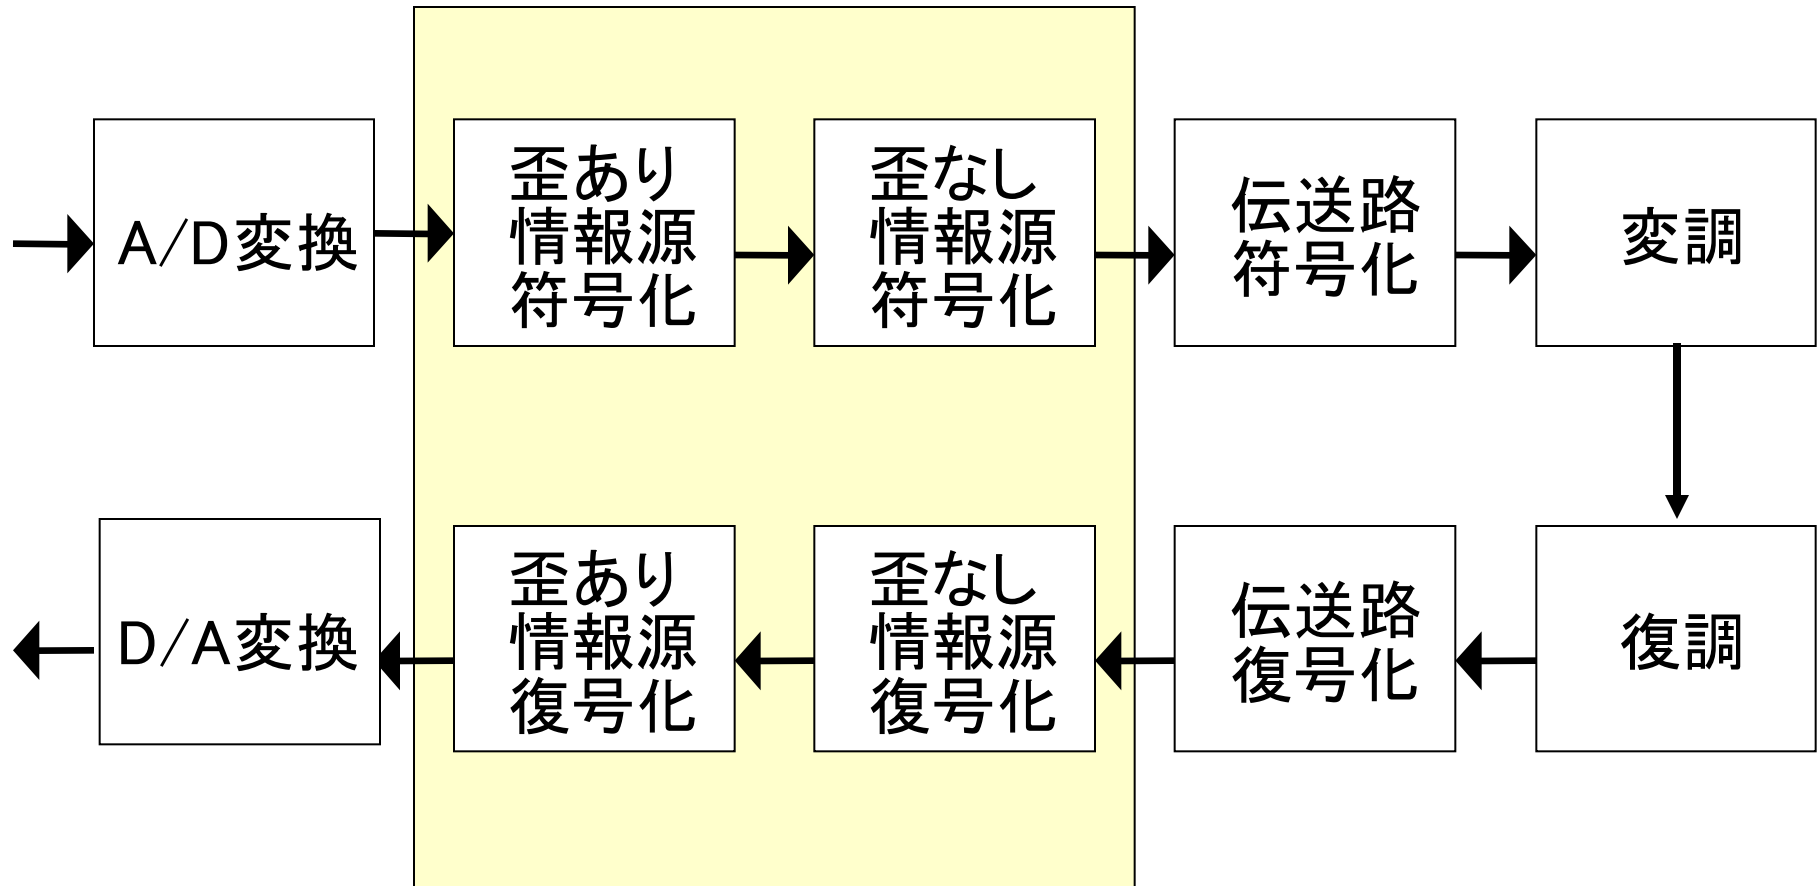 A/D変換
歪あり
情報源
符号化
歪なし
情報源
符号化
伝送路
符号化
変調
D/A変換
歪あり
情報源
復号化
歪なし
情報源
復号化
伝送路
復号化
復調